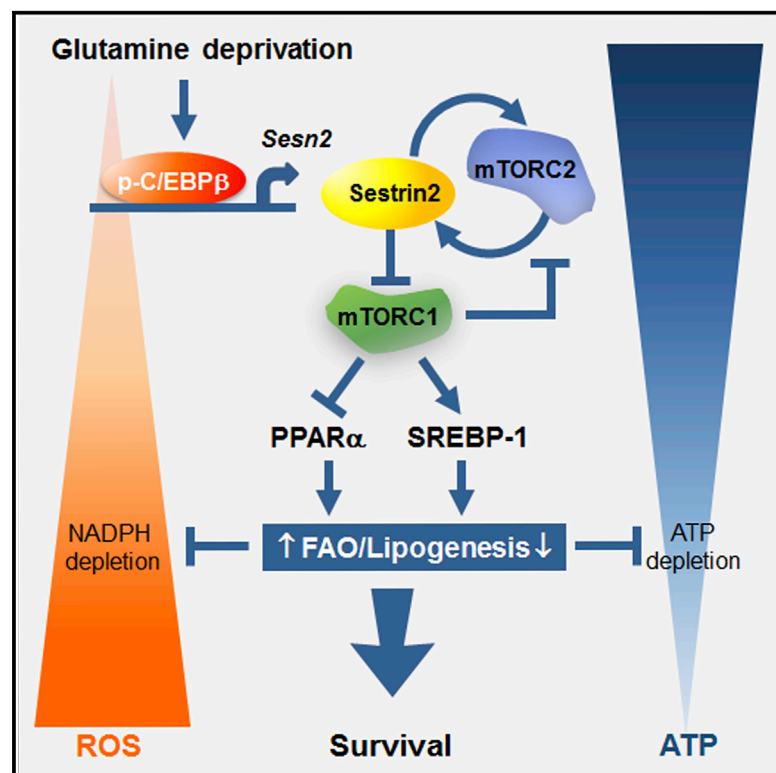 Glutamine deprivation
Sesn2
p-C/EBPβ
Sestrin2
mTORC2
mTORC1
PPARα
SREBP-1
NADPH
depletion
↑ FAO/Lipogenesis ↓
ATP
depletion
ROS
Survival
ATP